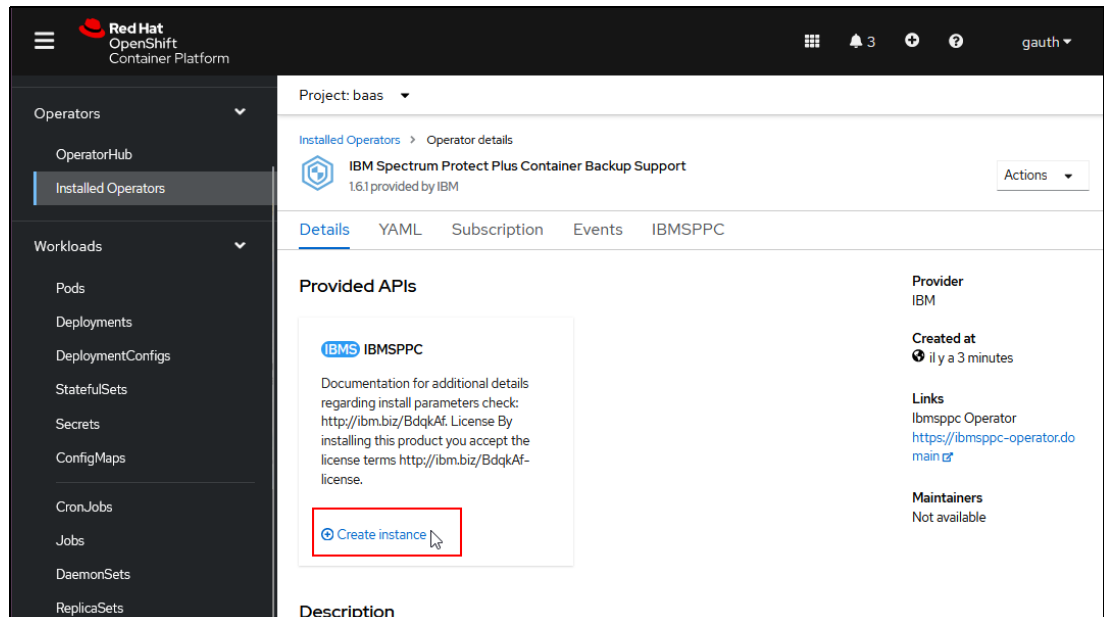 Red Hat
OpenShift
Container Platform
3
gauth
Operators
OperatorHub
Installed Operators
Workloads
Pods
Deployments
DeploymentConfigs
StatefulSets
Secrets
ConfigMaps
CronJobs
Jobs
DaemonSets
ReplicaSets
Project: baas
Installed Operators > Operator details
IBM Spectrum Protect Plus Container Backup Support
1.6.1 provided by IBM
Actions
Details YAML Subscription Events IBMSPPC
Provided APIs
IBMS IBMSPPC
Documentation for additional details
regarding install parameters check:
http://ibm.biz/BdqkAf. License By
installing this product you accept the
license terms http://ibm.biz/BdqkAf-
license.
Create instance
Description
Provider
IBM
Created at
il y a 3 minutes
Links
Ibmsppc Operator
https://ibmsppc-operator.do
main
Maintainers
Not available